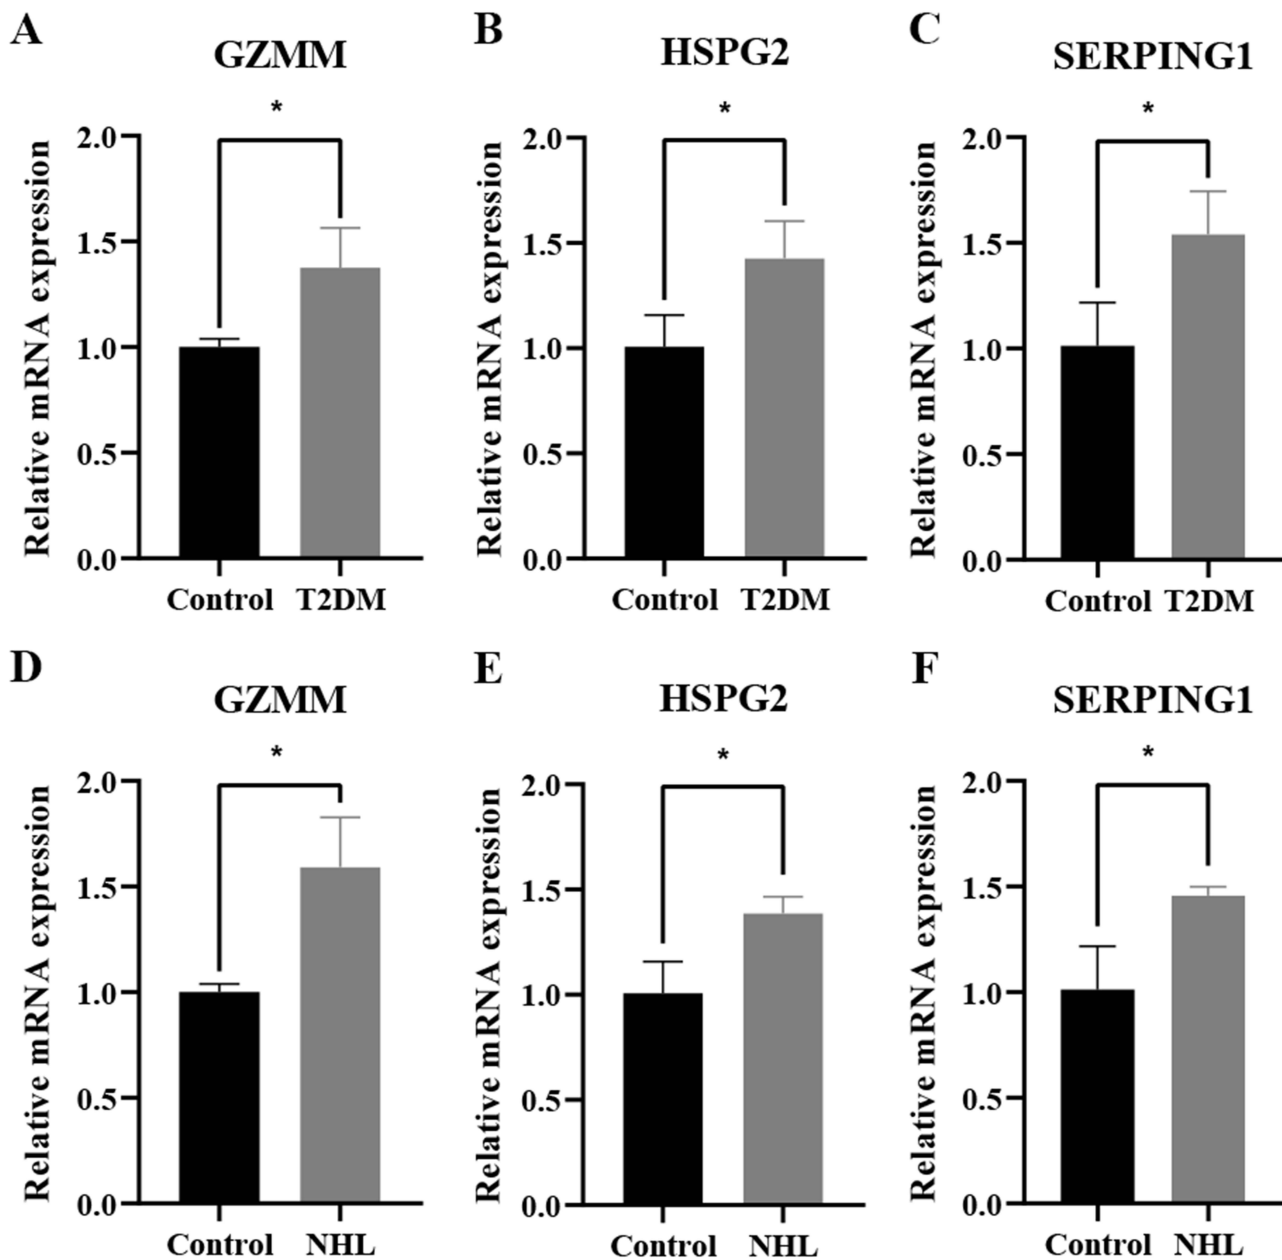 A
GZMM
*
Relative mRNA expression
2.0
1.5
1.0
0.5
0.0
Control T2DM
B
HSPG2
*
Relative mRNA expression
2.0
1.5
1.0
0.5
0.0
Control T2DM
C
SERPING1
*
Relative mRNA expression
2.0
1.5
1.0
0.5
0.0
Control T2DM
D
GZMM
*
Relative mRNA expression
2.0
1.5
1.0
0.5
0.0
Control NHL
E
HSPG2
*
Relative mRNA expression
2.0
1.5
1.0
0.5
0.0
Control NHL
F
SERPING1
*
Relative mRNA expression
2.0
1.5
1.0
0.5
0.0
Control NHL